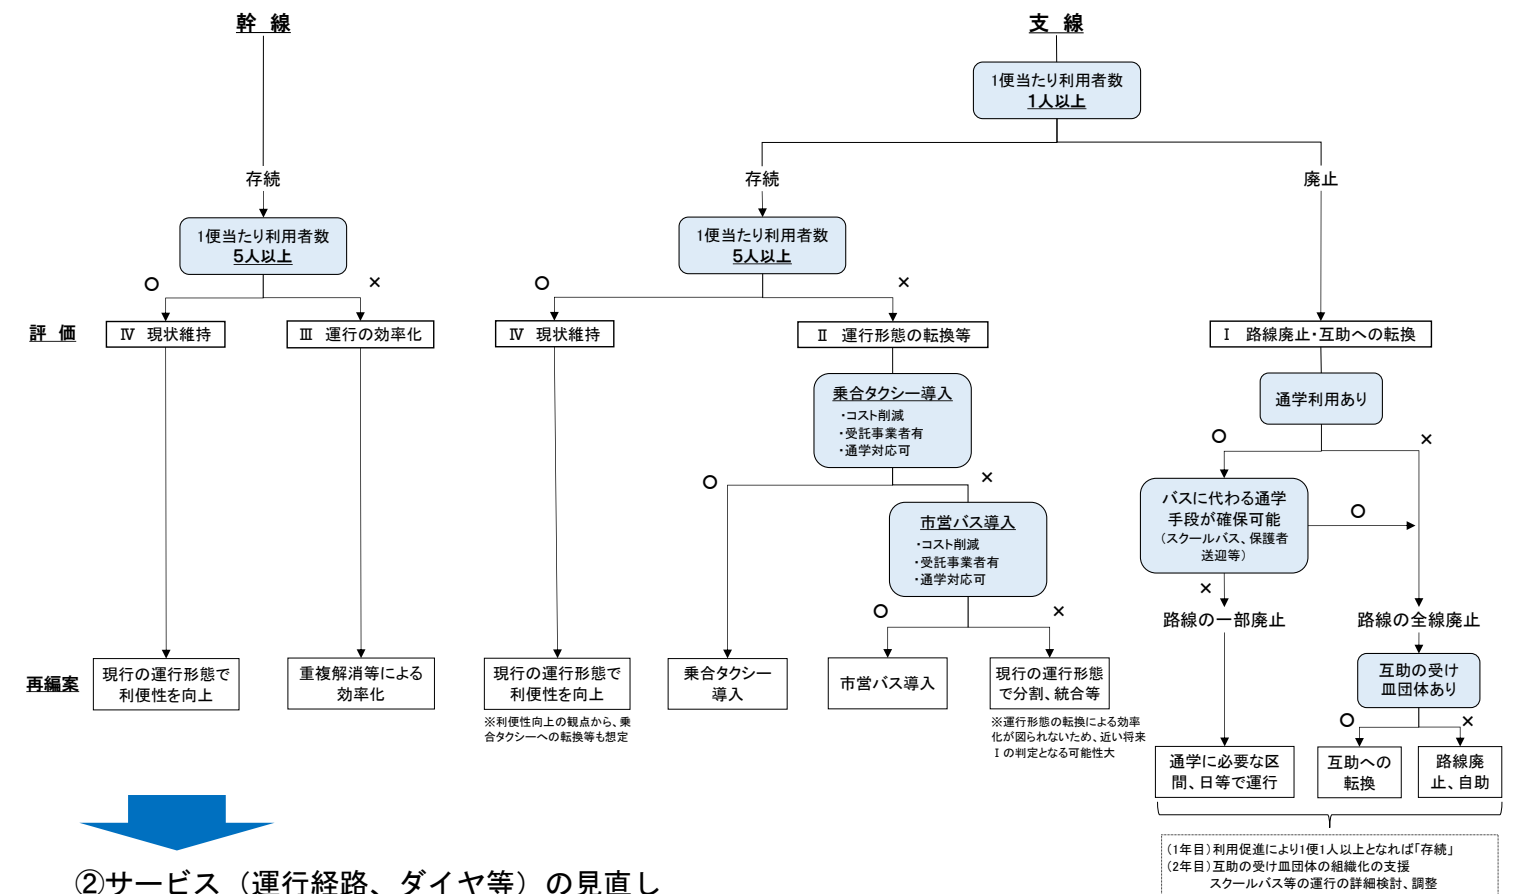 幹 線
支 線
1便当たり利用者数
1人以上
存続
存続
廃止
1便当たり利用者数
5人以上
1便当たり利用者数
5人以上
○
×
○
×
評 価
Ⅳ 現状維持
Ⅲ 運行の効率化
Ⅳ 現状維持
Ⅱ 運行形態の転換等
Ⅰ 路線廃止・互助への転換
乗合タクシー導入
・コスト削減
・受託事業者有
・通学対応可
通学利用あり
○
×
○
×
市営バス導入
・コスト削減
・受託事業者有
・通学対応可
バスに代わる通学
手段が確保可能
（スクールバス、保護者
送迎等）
○
×
○
×
路線の一部廃止
路線の全線廃止
再編案
現行の運行形態で
利便性を向上
重複解消等による
効率化
現行の運行形態で
利便性を向上
※利便性向上の観点から、乗
合タクシーへの転換等も想定
乗合タクシー
導入
市営バス導入
現行の運行形態
で分割、統合等
※運行形態の転換による効率
化が図られないため、近い将来
Ⅰの判定となる可能性大
互助の受け
皿団体あり
○
×
通学に必要な区
間、日等で運行
互助への
転換
路線廃
止、自助
（1年目）利用促進により1便1人以上となれば「存続」
（2年目）互助の受け皿団体の組織化の支援
スクールバス等の運行の詳細検討、調整
②サービス（運行経路、ダイヤ等）の見直し